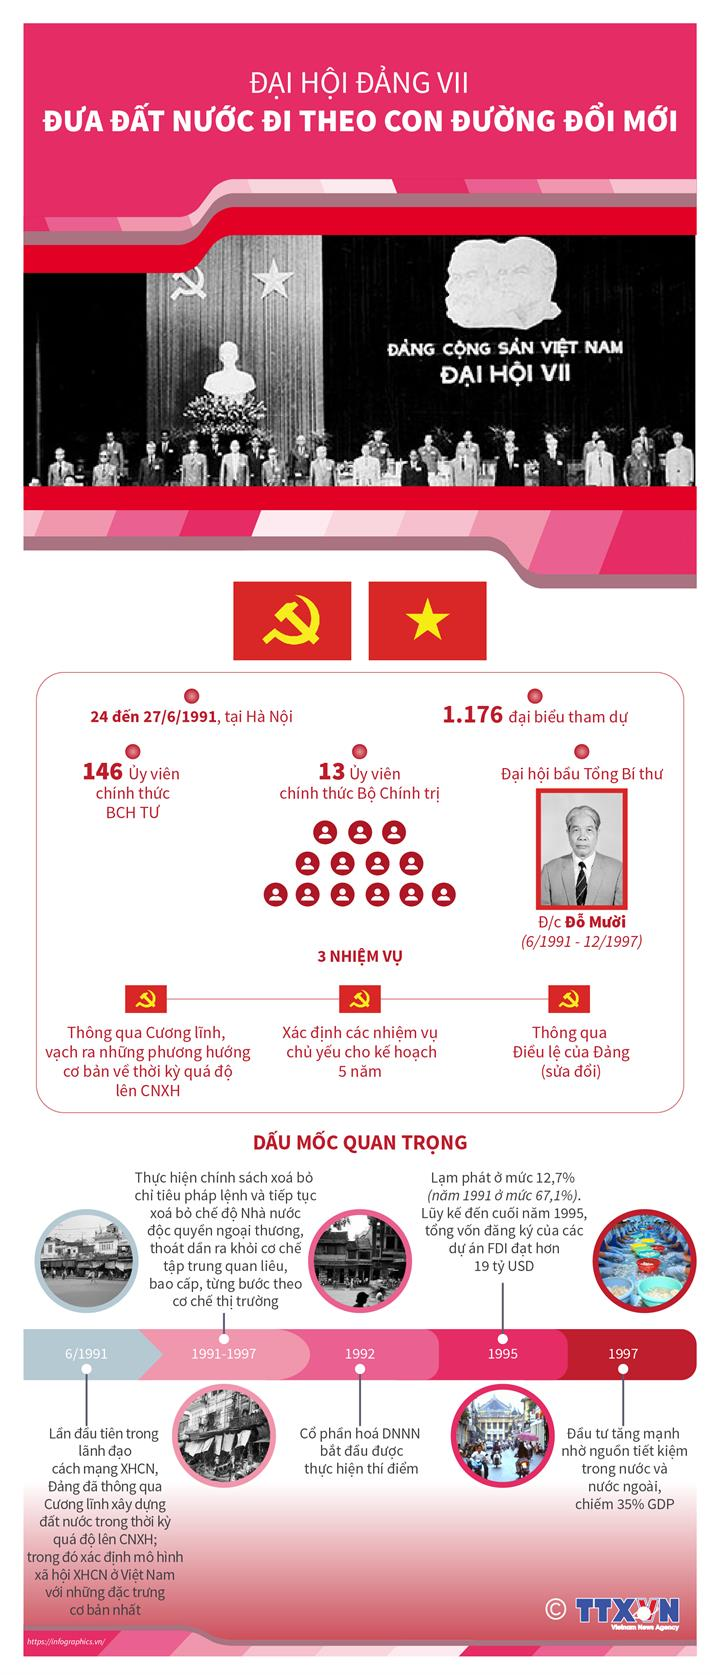 ĐẠI HỘI ĐẢNG VII
ĐƯA ĐẤT NƯỚC ĐI THEO CON ĐƯỜNG ĐỔI MỚI
ĐẢNG CỘNG SẢN VIỆT NAM
ĐẠI HỘI VII
24 đến 27/6/1991, tại Hà Nội
1.176 đại biểu tham dự
146 Ủy viên
chính thức
BCH TƯ
13 Ủy viên
chính thức Bộ Chính trị
Đại hội bầu Tổng Bí thư
Đ/c Đỗ Mười
(6/1991 - 12/1997)
3 NHIỆM VỤ
Thông qua Cương lĩnh,
vạch ra những phương hướng
cơ bản về thời kỳ quá độ
lên CNXH
Xác định các nhiệm vụ
chủ yếu cho kế hoạch
5 năm
Thông qua
Điều lệ của Đảng
(sửa đổi)
DẤU MỐC QUAN TRỌNG
Thực hiện chính sách xoá bỏ
chỉ tiêu pháp lệnh và tiếp tục
xoá bỏ chế độ Nhà nước
độc quyền ngoại thương,
thoát dần ra khỏi cơ chế
tập trung quan liêu,
bao cấp, từng bước theo
cơ chế thị trường
Lạm phát ở mức 12,7%
(năm 1991 ở mức 67,1%).
Lũy kế đến cuối năm 1995,
tổng vốn đăng ký của các
dự án FDI đạt hơn
19 tỷ USD
6/1991
1991-1997
1992
1995
1997
Lần đầu tiên trong
lãnh đạo
cách mạng XHCN,
Đảng đã thông qua
Cương lĩnh xây dựng
đất nước trong thời kỳ
quá độ lên CNXH;
trong đó xác định mô hình
xã hội XHCN ở Việt Nam
với những đặc trưng
cơ bản nhất
Cổ phần hoá DNNN
bắt đầu được
thực hiện thí điểm
Đầu tư tăng mạnh
nhờ nguồn tiết kiệm
trong nước và
nước ngoài,
chiếm 35% GDP
© TTXVN
Vietnam News Agency
https://infographics.vn/